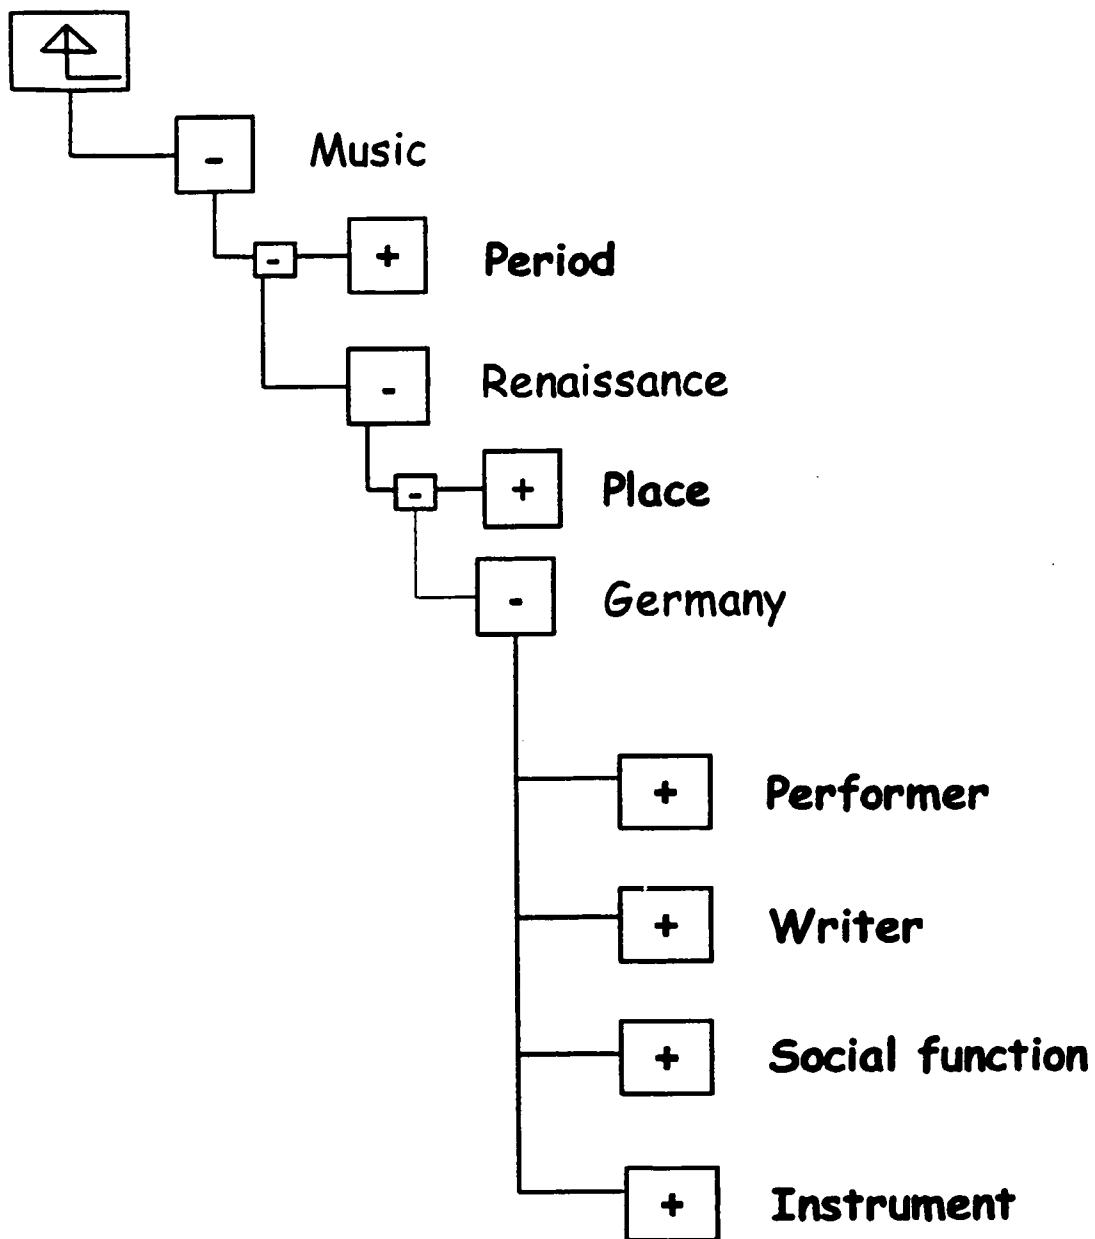 - Music
- + Period
- Renaissance
- + Place
- Germany
+ Performer
+ Writer
+ Social function
+ Instrument